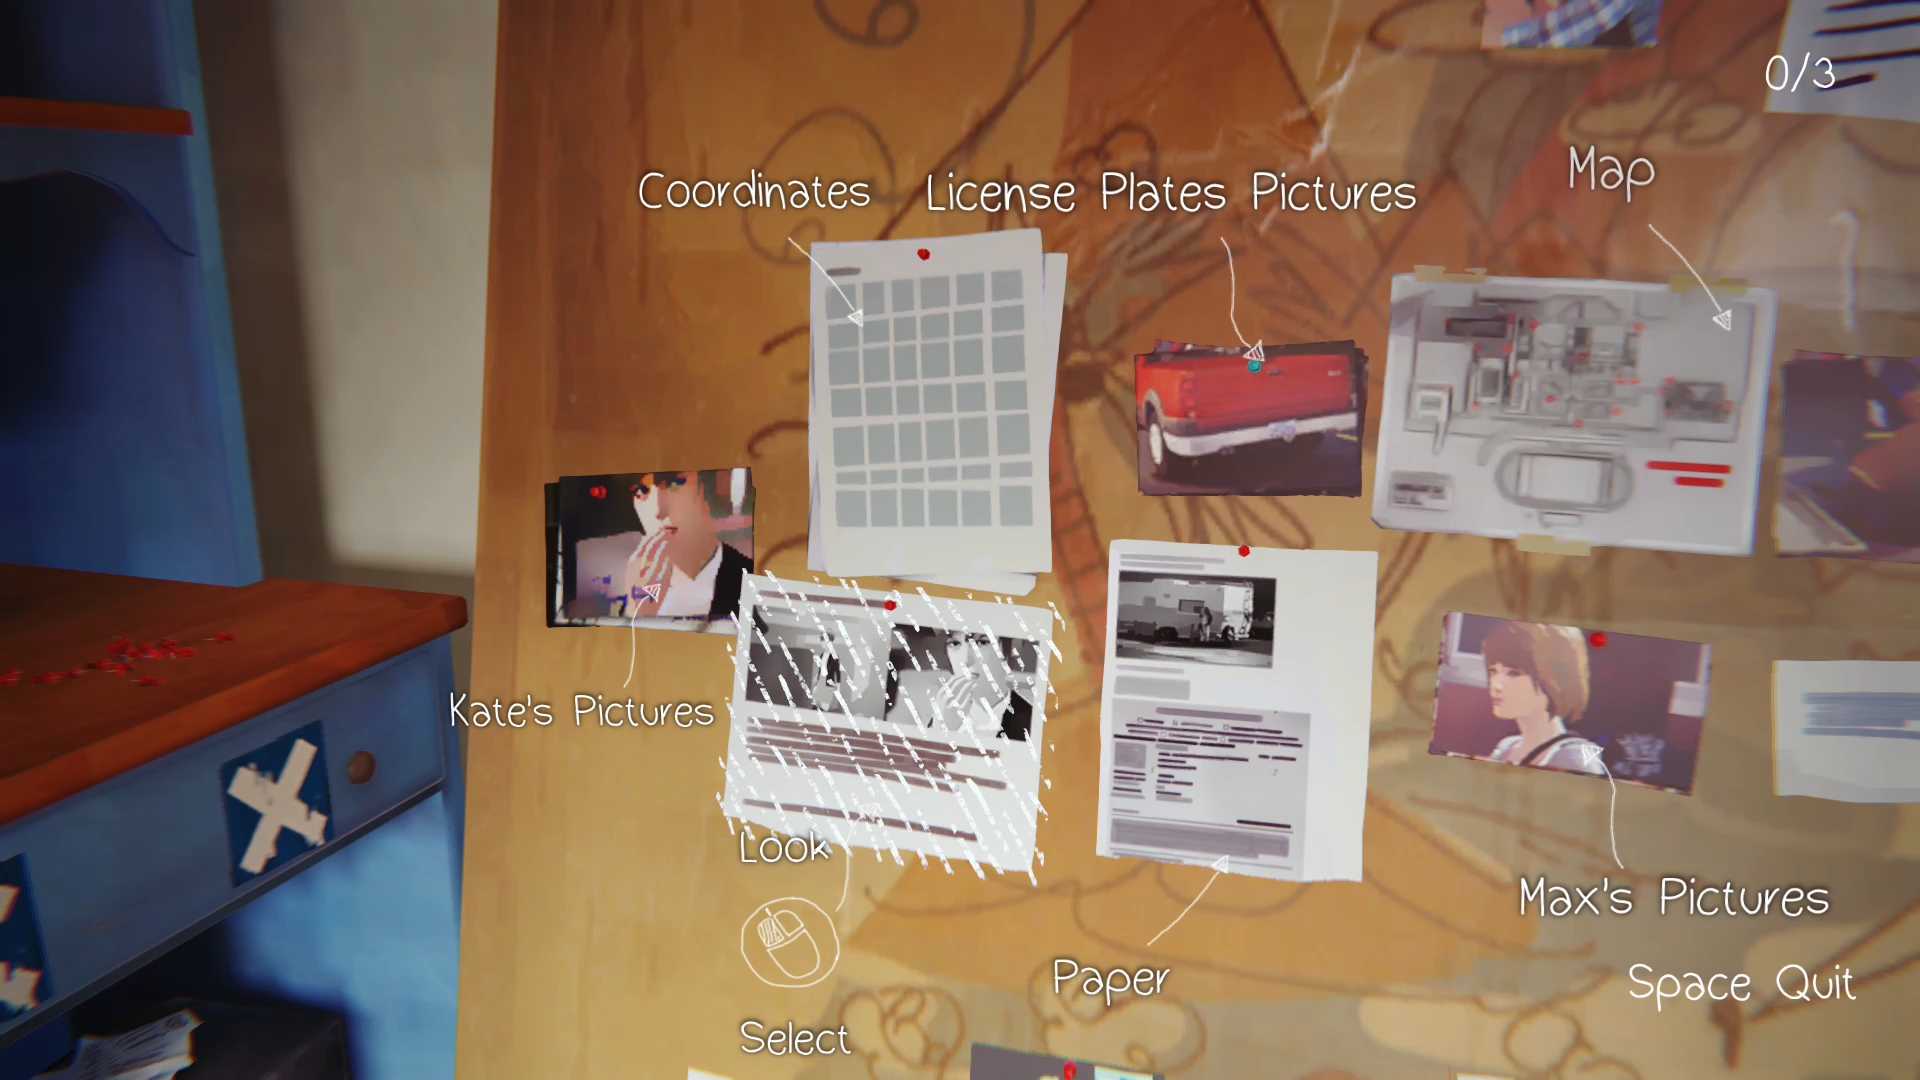 0/3
Map
Coordinates
License Plates Pictures
Kate's Pictures
Look
Max's Pictures
Paper
Space Quit
Select